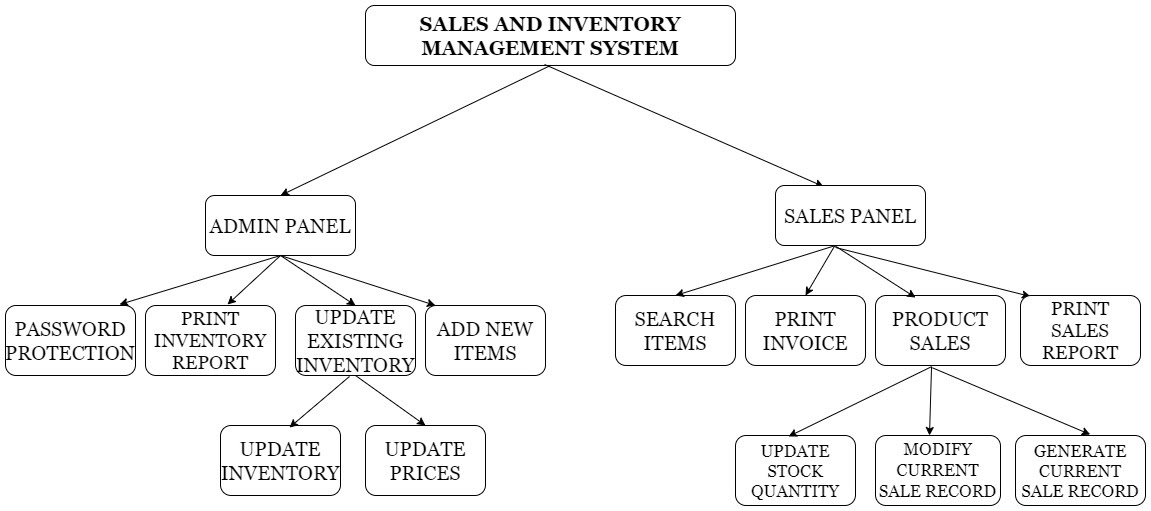 SALES AND INVENTORY
MANAGEMENT SYSTEM
ADMIN PANEL
SALES PANEL
PASSWORD
PROTECTION
PRINT
INVENTORY
REPORT
UPDATE
EXISTING
INVENTORY
ADD NEW
ITEMS
SEARCH
ITEMS
PRINT
INVOICE
PRODUCT
SALES
PRINT
SALES
REPORT
UPDATE
INVENTORY
UPDATE
PRICES
UPDATE
STOCK
QUANTITY
MODIFY
CURRENT
SALE RECORD
GENERATE
CURRENT
SALE RECORD